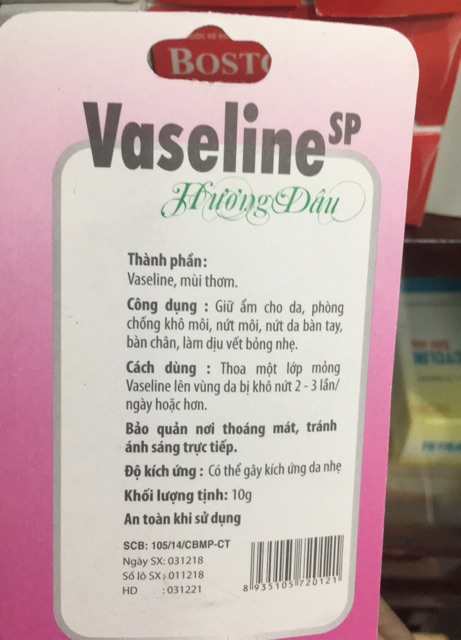 BOSTO
Vaseline SP
Hương Dâu
Thành phần:
Vaseline, mùi thơm.
Công dụng : Giữ ẩm cho da, phòng
chống khô môi, nứt môi, nứt da bàn tay,
bàn chân, làm dịu vết bỏng nhẹ.
Cách dùng : Thoa một lớp mỏng
Vaseline lên vùng da bị khô nứt 2 - 3 lần/
ngày hoặc hơn.
Bảo quản nơi thoáng mát, tránh
ánh sáng trực tiếp.
Độ kích ứng : Có thể gây kích ứng da nhẹ
Khối lượng tịnh: 10g
An toàn khi sử dụng
SCB: 105/14/CBMP-CT
Ngày SX: 031218
Số lô SX: 011218
HD : 031221
8 935105 720121